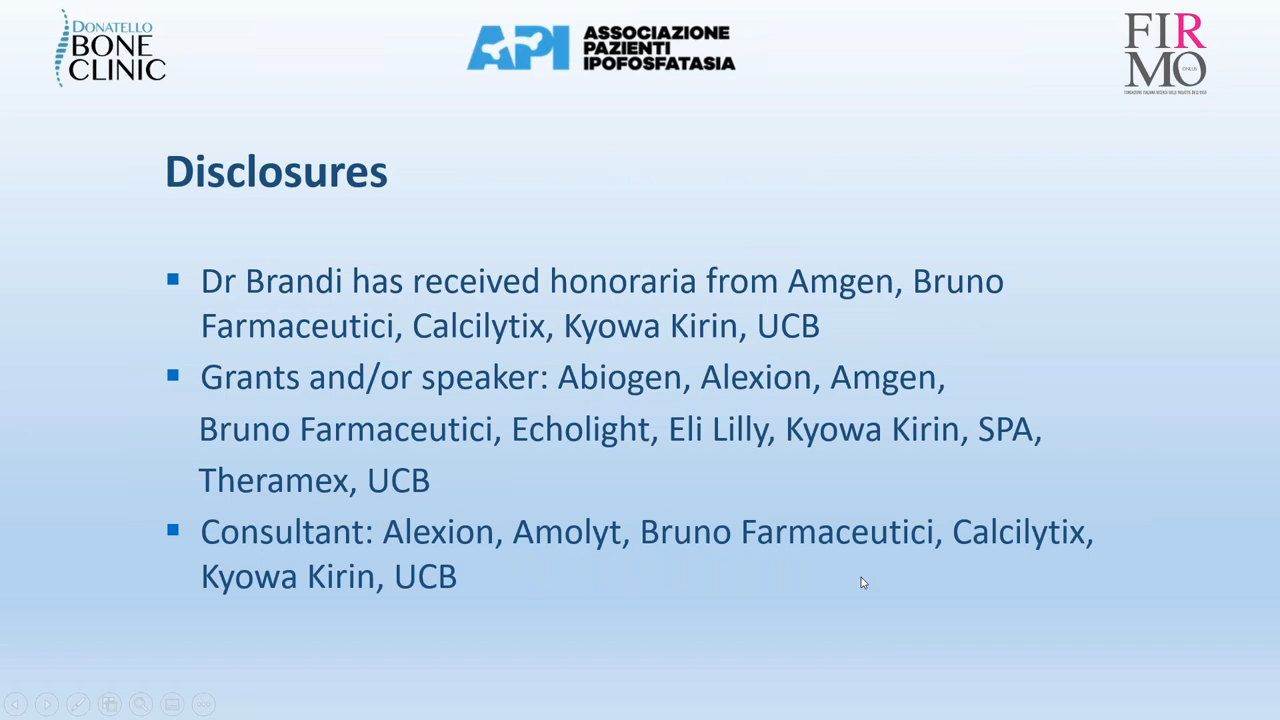 DONATELLO
BONE
CLINIC
API
ASSOCIAZIONE
PAZIENTI
IPOFOSFATASIA
FIR
MO
Disclosures
Dr Brandi has received honoraria from Amgen, Bruno
Farmaceutici, Calcilytix, Kyowa Kirin, UCB
Grants and/or speaker: Abiogen, Alexion, Amgen,
Bruno Farmaceutici, Echolight, Eli Lilly, Kyowa Kirin, SPA,
Theramex, UCB
Consultant: Alexion, Amolyt, Bruno Farmaceutici, Calcilytix,
Kyowa Kirin, UCB